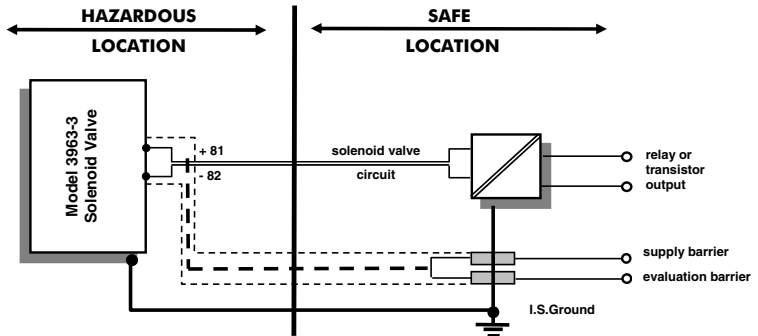 HAZARDOUS
LOCATION
SAFE
LOCATION
Model 3963-3
Solenoid Valve
+ 81
- 82
solenoid valve
circuit
relay or
transistor
output
supply barrier
evaluation barrier
I.S.Ground